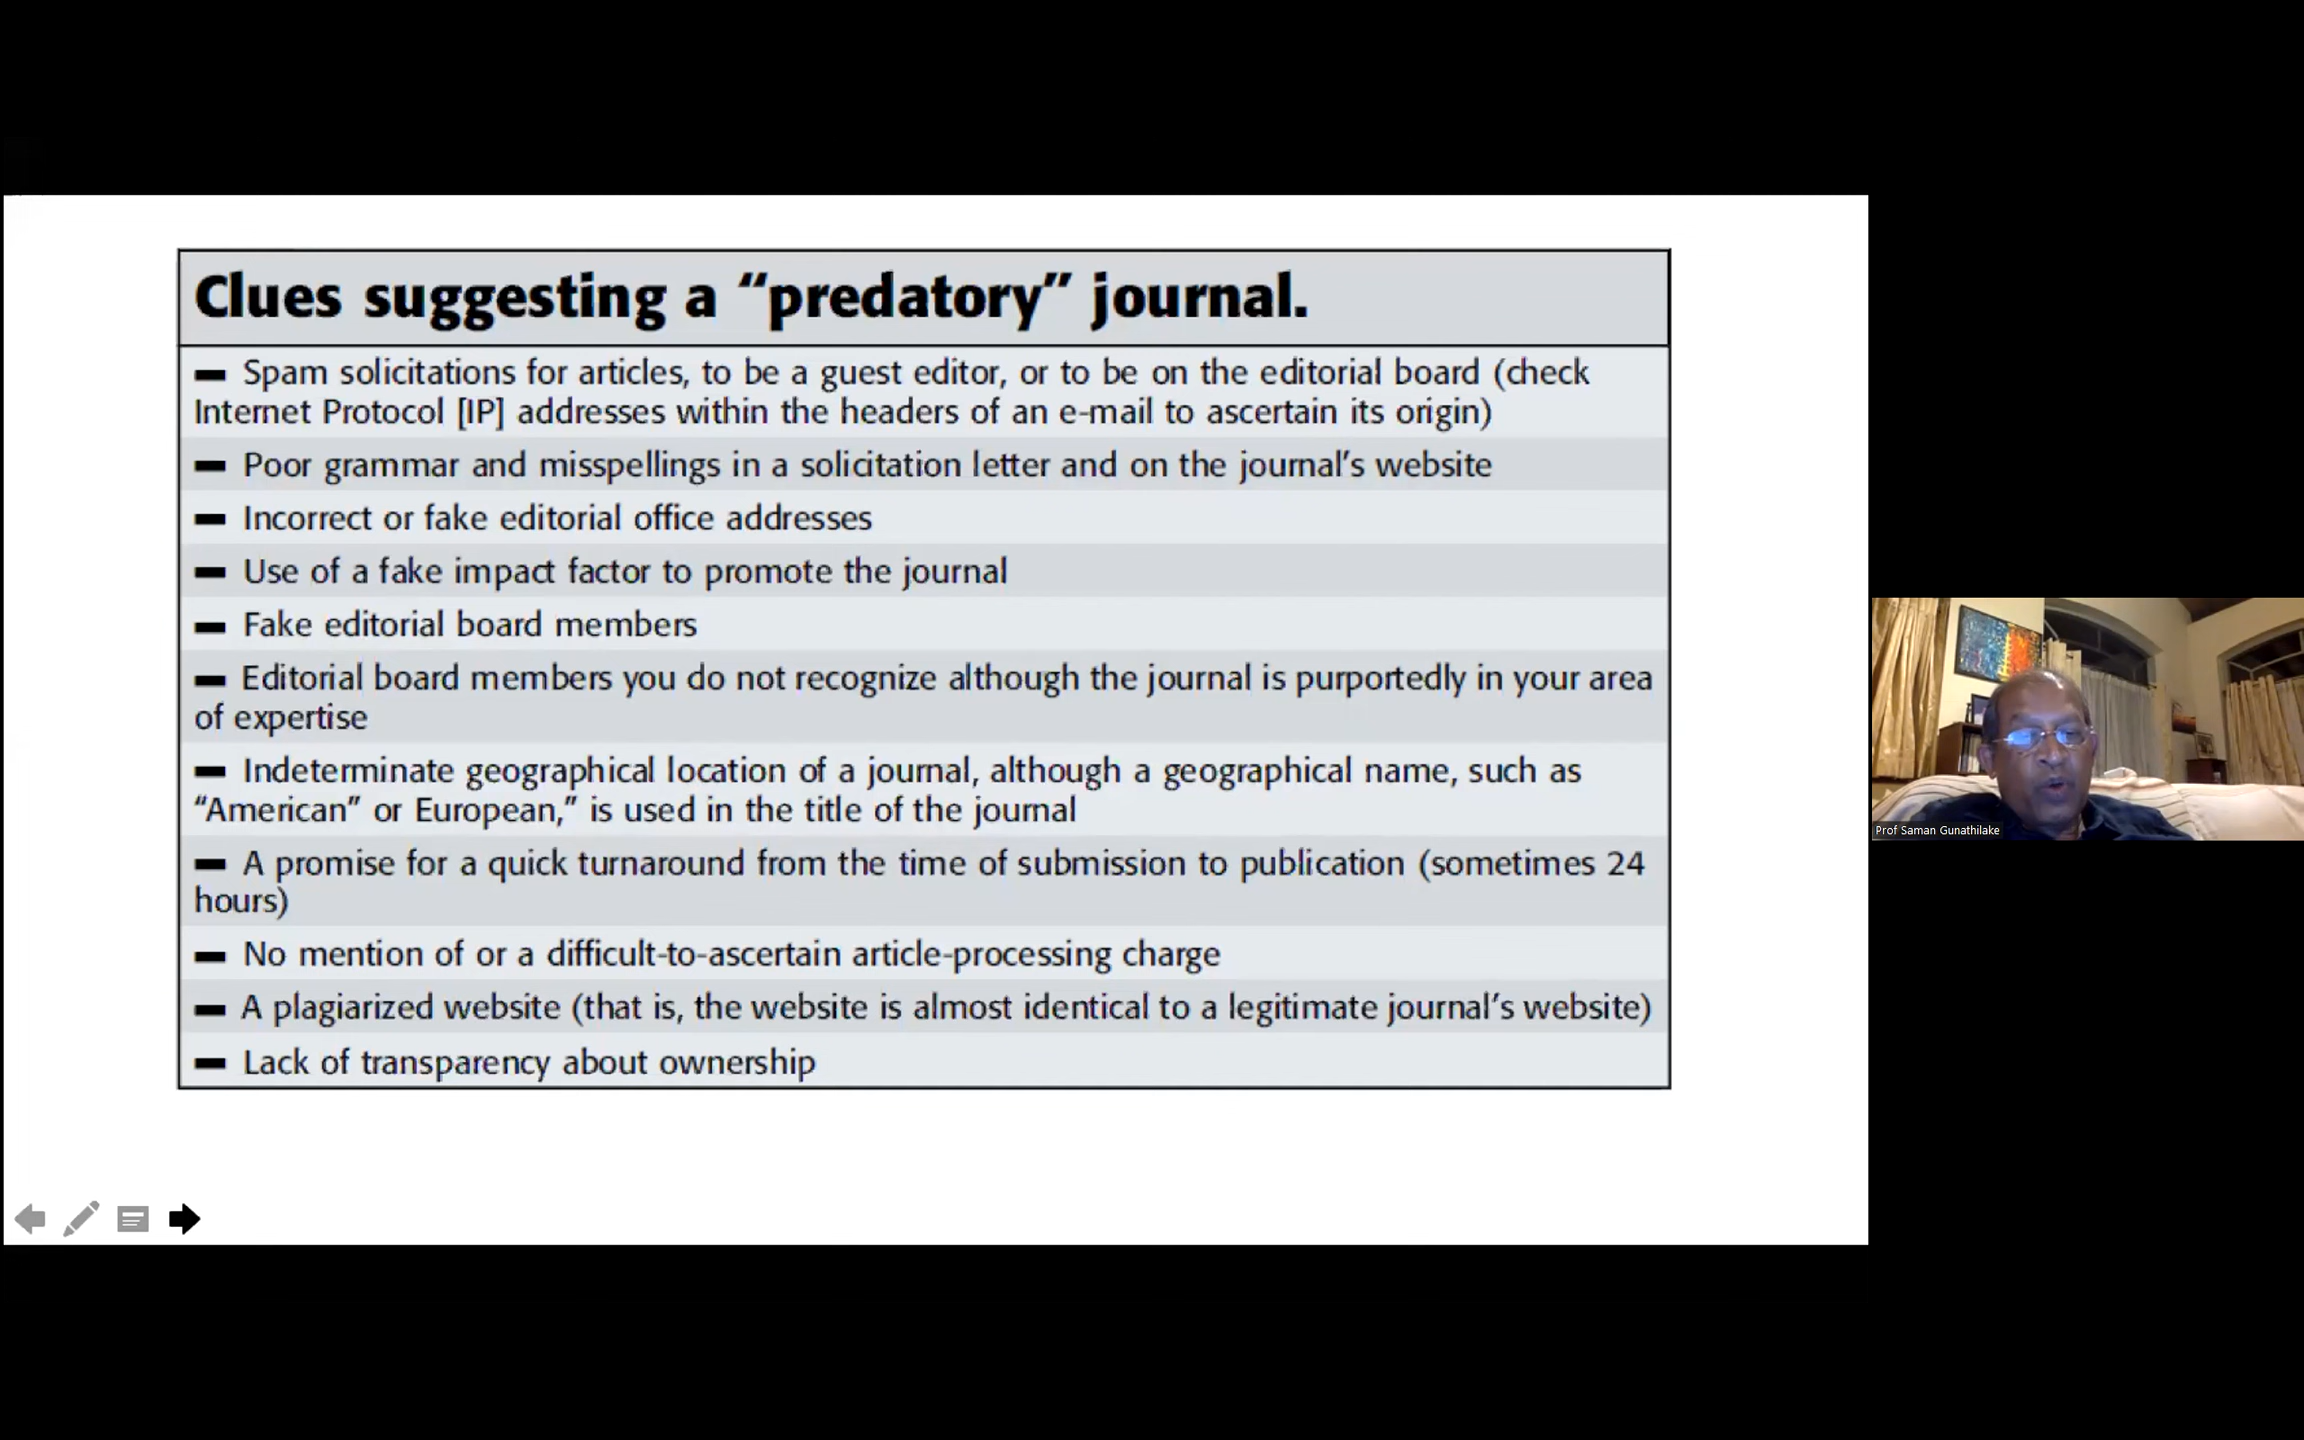 Clues suggesting a “predatory” journal.
▬ Spam solicitations for articles, to be a guest editor, or to be on the editorial board (check
Internet Protocol [IP] addresses within the headers of an e-mail to ascertain its origin)
▬ Poor grammar and misspellings in a solicitation letter and on the journal’s website
▬ Incorrect or fake editorial office addresses
▬ Use of a fake impact factor to promote the journal
▬ Fake editorial board members
▬ Editorial board members you do not recognize although the journal is purportedly in your area
of expertise
▬ Indeterminate geographical location of a journal, although a geographical name, such as
“American” or European,” is used in the title of the journal
▬ A promise for a quick turnaround from the time of submission to publication (sometimes 24
hours)
▬ No mention of or a difficult-to-ascertain article-processing charge
▬ A plagiarized website (that is, the website is almost identical to a legitimate journal’s website)
▬ Lack of transparency about ownership
Prof Saman Gunathilake